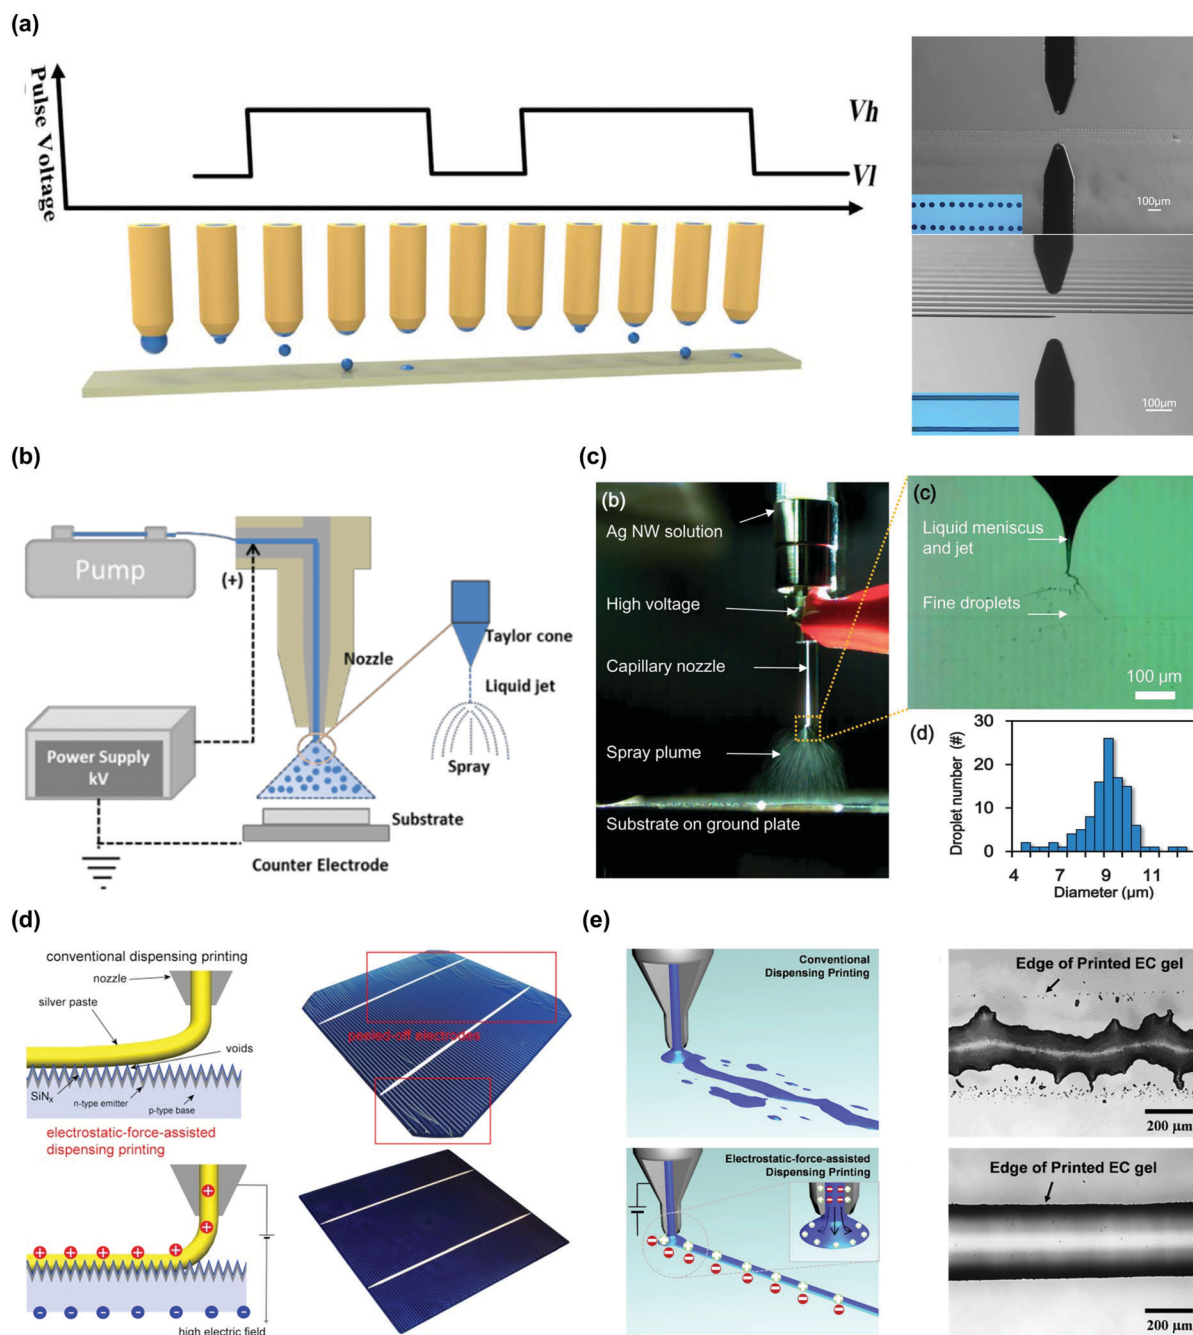 (a)
Pulse Voltage
Vh
Vl
100μm
100μm
(b)
Pump
(+)
Nozzle
Taylor cone
Liquid jet
Spray
Power Supply
kV
Substrate
Counter Electrode
(c)
(b)
Ag NW solution
High voltage
Capillary nozzle
Spray plume
Substrate on ground plate
(c)
Liquid meniscus
and jet
Fine droplets
100 μm
(d)
Droplet number (#)
30
20
10
0
4
7
9
11
Diameter (μm)
(d)
conventional dispensing printing
nozzle
silver paste
voids
SiNx
n-type emitter
p-type base
electrostatic-force-assisted
dispensing printing
high electric field
peeled-off electrodes
(e)
Conventional
Dispensing Printing
Edge of Printed EC gel
200 μm
Electrostatic-force-assisted
Dispensing Printing
Edge of Printed EC gel
200 μm